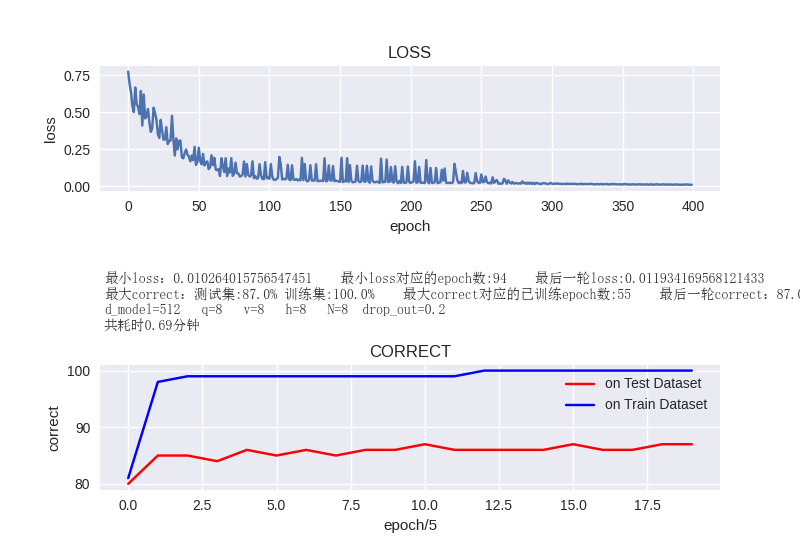 LOSS
0.75
0.50
0.25
0.00
loss
0 50 100 150 200 250 300 350 400
epoch
最小loss：0.010264015756547451 最小loss对应的epoch数:94 最后一轮loss:0.011934169568121433
最大correct：测试集:87.0% 训练集:100.0% 最大correct对应的已训练epoch数:55 最后一轮correct：87.0
d_model=512 q=8 v=8 h=8 N=8 drop_out=0.2
共耗时0.69分钟
CORRECT
100
90
80
correct
on Test Dataset
on Train Dataset
0.0 2.5 5.0 7.5 10.0 12.5 15.0 17.5
epoch/5